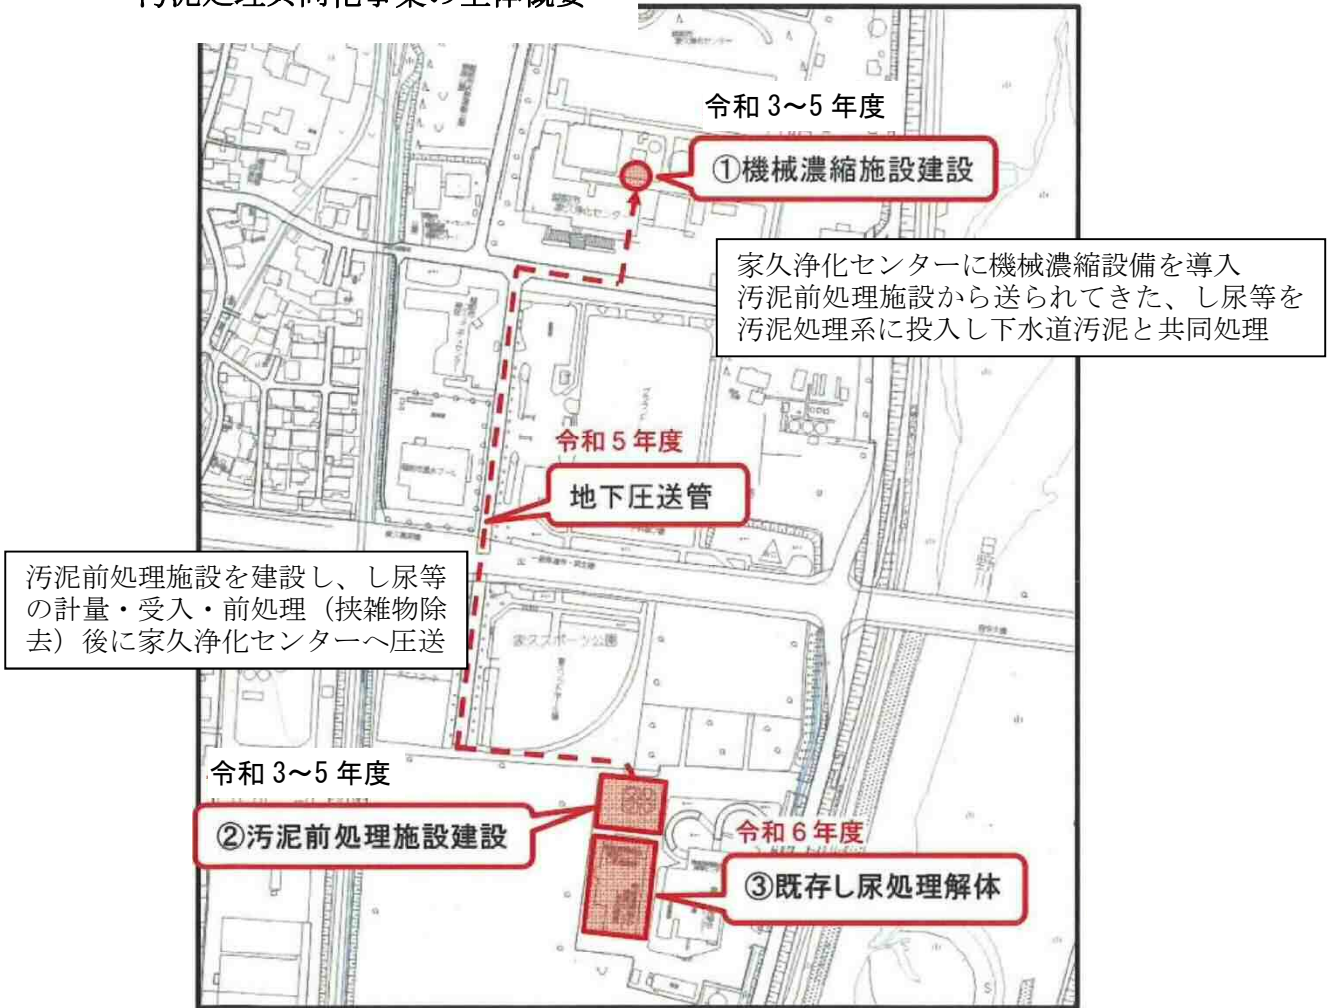 汚泥処理共同化事業の全体概要
令和 3～5 年度
①機械濃縮施設建設
家久浄化センターに機械濃縮設備を導入
汚泥前処理施設から送られてきた、し尿等を
汚泥処理系に投入し下水道汚泥と共同処理
令和 5 年度
地下圧送管
汚泥前処理施設を建設し、し尿等
の計量・受入・前処理（挟雑物除
去）後に家久浄化センターへ圧送
家久スポーツ公園
令和 3～5 年度
②汚泥前処理施設建設
令和 6 年度
③既存し尿処理解体